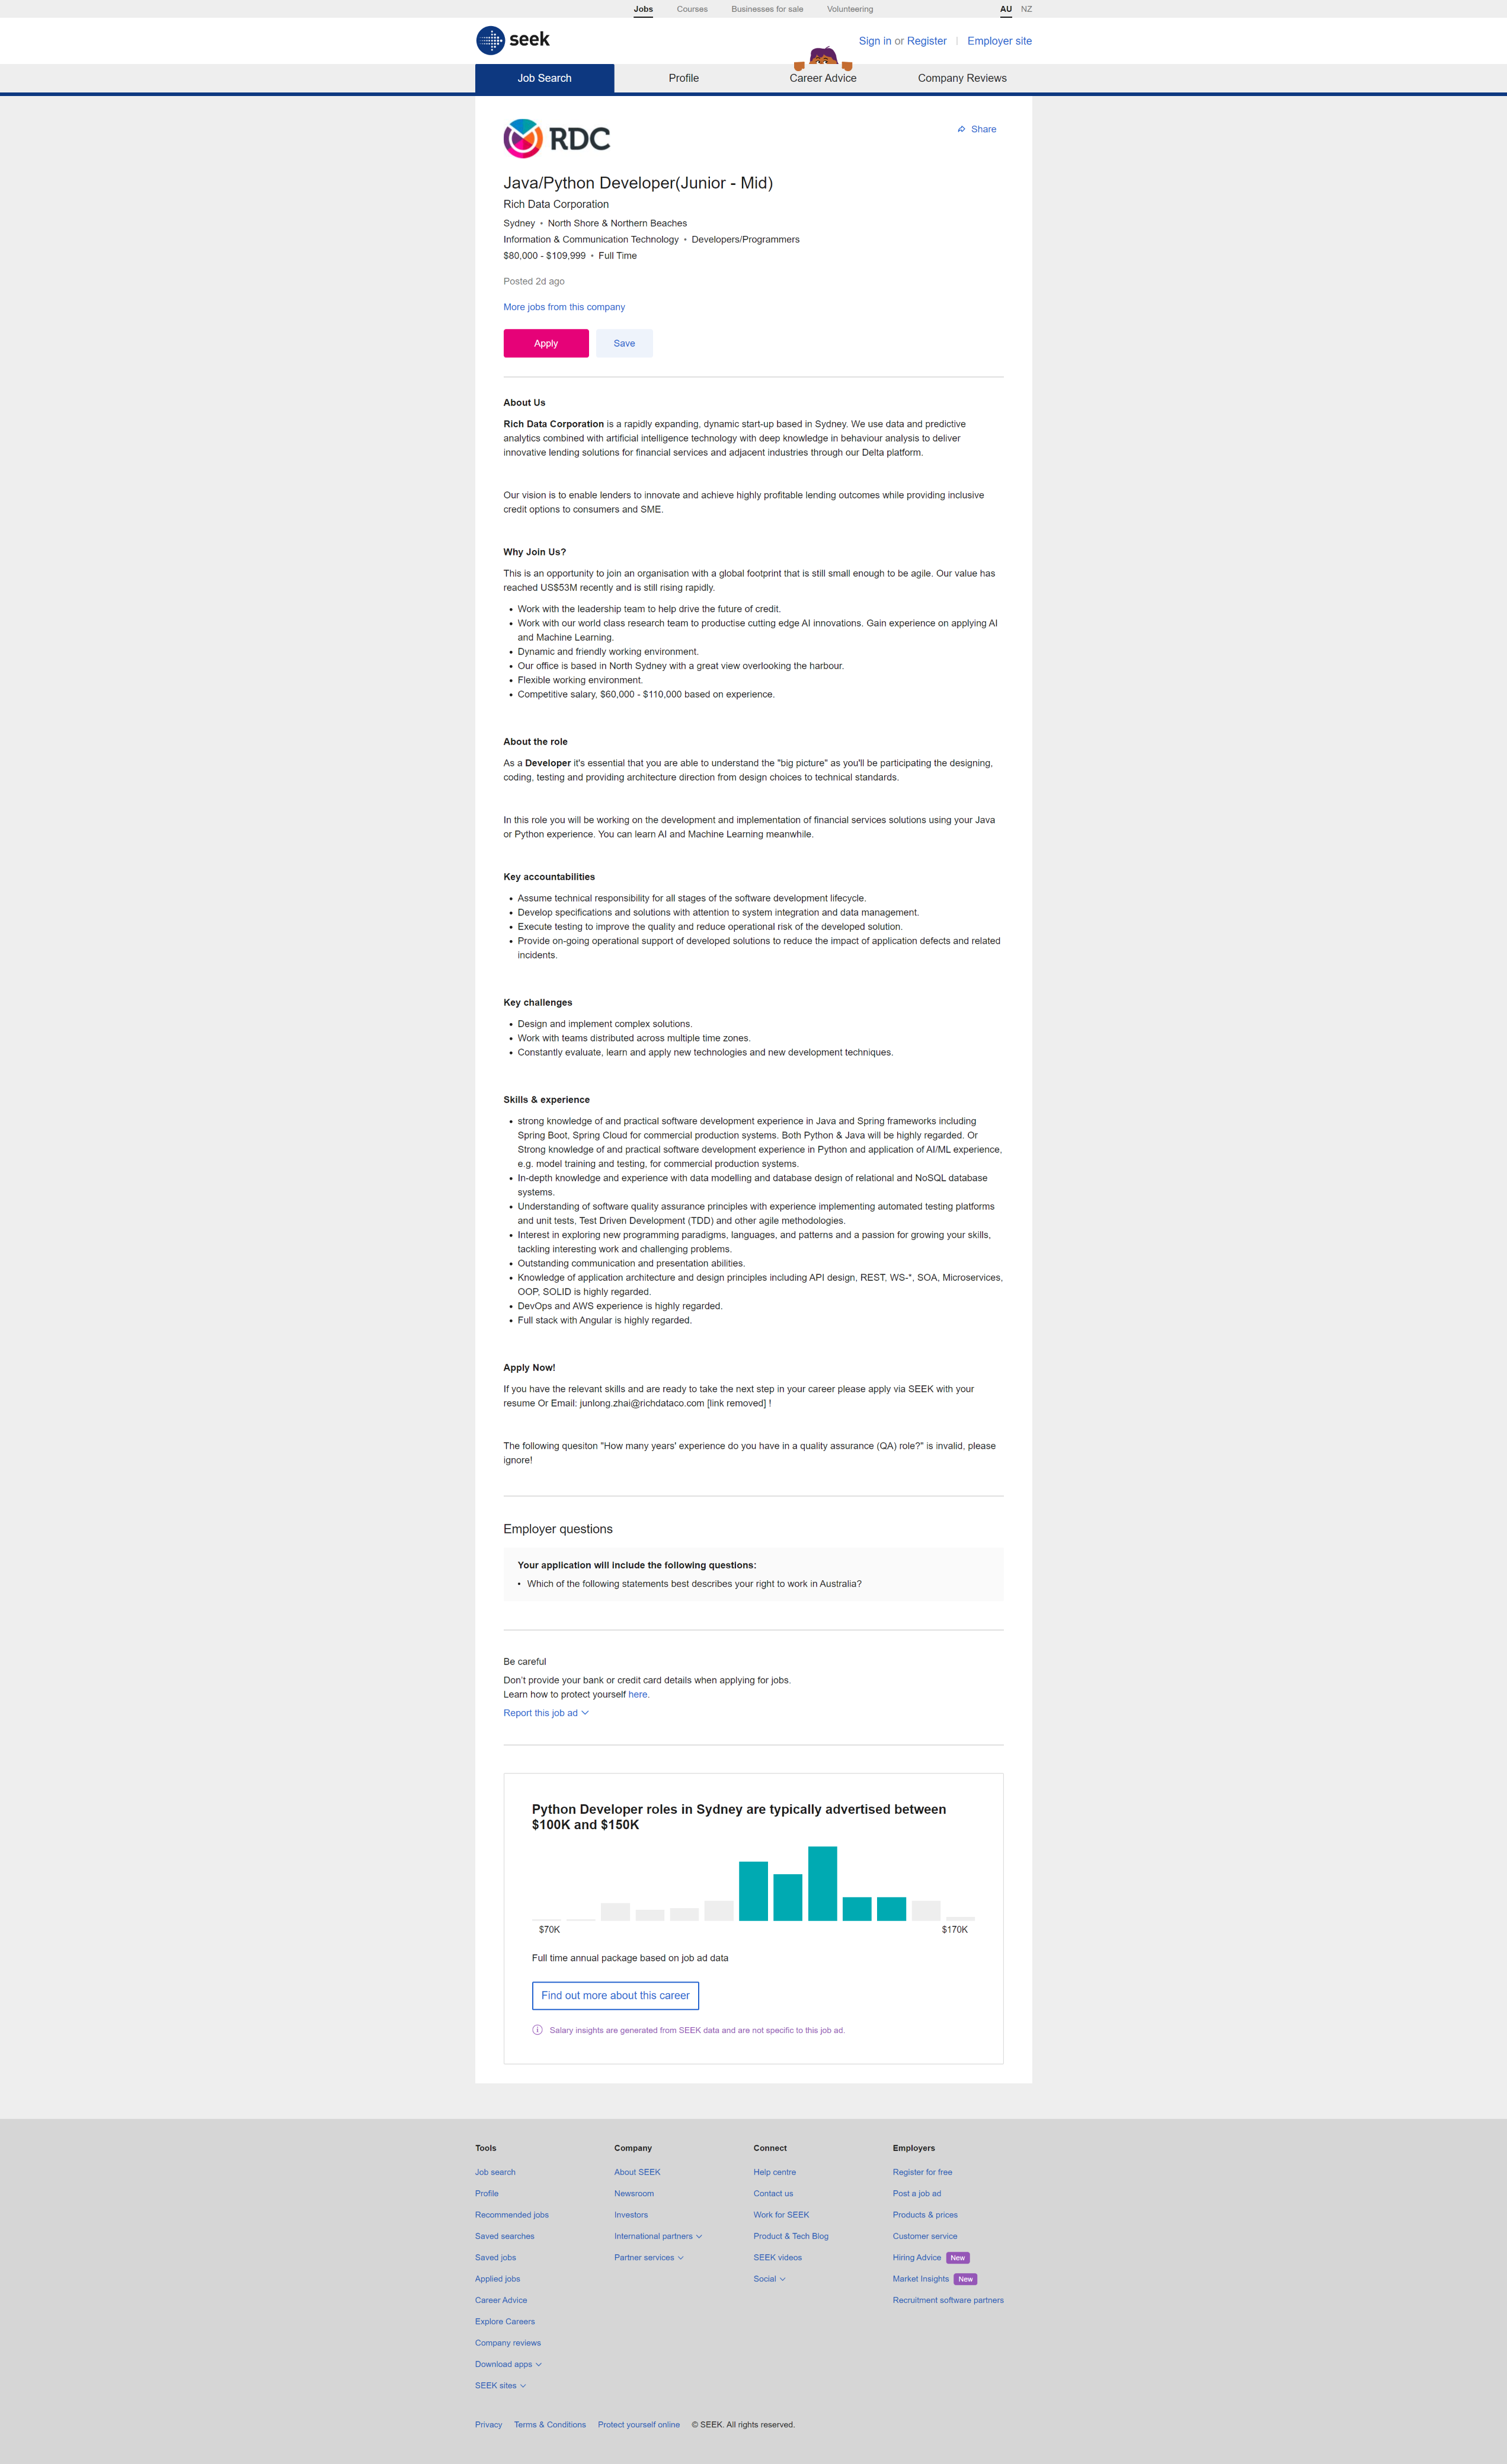 Jobs Courses Businesses for sale Volunteering AU NZ
seek
Sign in or Register Employer site
Job Search Profile Career Advice Company Reviews
RDC
Share
Java/Python Developer(Junior - Mid)
Rich Data Corporation
Sydney • North Shore & Northern Beaches
Information & Communication Technology • Developers/Programmers
$80,000 - $109,999 • Full Time
Posted 2d ago
More jobs from this company
Apply Save
About Us
Rich Data Corporation is a rapidly expanding, dynamic start-up based in Sydney. We use data and predictive
analytics combined with artificial intelligence technology with deep knowledge in behaviour analysis to deliver
innovative lending solutions for financial services and adjacent industries through our Delta platform.
Our vision is to enable lenders to innovate and achieve highly profitable lending outcomes while providing inclusive
credit options to consumers and SME.
Why Join Us?
This is an opportunity to join an organisation with a global footprint that is still small enough to be agile. Our value has
reached US$53M recently and is still rising rapidly.
• Work with the leadership team to help drive the future of credit.
• Work with our world class research team to productise cutting edge AI innovations. Gain experience on applying AI
and Machine Learning.
• Dynamic and friendly working environment.
• Our office is based in North Sydney with a great view overlooking the harbour.
• Flexible working environment.
• Competitive salary, $60,000 - $110,000 based on experience.
About the role
As a Developer it's essential that you are able to understand the "big picture" as you'll be participating the designing,
coding, testing and providing architecture direction from design choices to technical standards.
In this role you will be working on the development and implementation of financial services solutions using your Java
or Python experience. You can learn AI and Machine Learning meanwhile.
Key accountabilities
• Assume technical responsibility for all stages of the software development lifecycle.
• Develop specifications and solutions with attention to system integration and data management.
• Execute testing to improve the quality and reduce operational risk of the developed solution.
• Provide on-going operational support of developed solutions to reduce the impact of application defects and related
incidents.
Key challenges
• Design and implement complex solutions.
• Work with teams distributed across multiple time zones.
• Constantly evaluate, learn and apply new technologies and new development techniques.
Skills & experience
• strong knowledge of and practical software development experience in Java and Spring frameworks including
Spring Boot, Spring Cloud for commercial production systems. Both Python & Java will be highly regarded. Or
Strong knowledge of and practical software development experience in Python and application of AI/ML experience,
e.g. model training and testing, for commercial production systems.
• In-depth knowledge and experience with data modelling and database design of relational and NoSQL database
systems.
• Understanding of software quality assurance principles with experience implementing automated testing platforms
and unit tests, Test Driven Development (TDD) and other agile methodologies.
• Interest in exploring new programming paradigms, languages, and patterns and a passion for growing your skills,
tackling interesting work and challenging problems.
• Outstanding communication and presentation abilities.
• Knowledge of application architecture and design principles including API design, REST, WS-*, SOA, Microservices,
OOP, SOLID is highly regarded.
• DevOps and AWS experience is highly regarded.
• Full stack with Angular is highly regarded.
Apply Now!
If you have the relevant skills and are ready to take the next step in your career please apply via SEEK with your
resume Or Email: junlong.zhai@richdataco.com [link removed] !
The following quesiton "How many years' experience do you have in a quality assurance (QA) role?" is invalid, please
ignore!
Employer questions
Your application will include the following questions:
• Which of the following statements best describes your right to work in Australia?
Be careful
Don't provide your bank or credit card details when applying for jobs.
Learn how to protect yourself here.
Report this job ad
Python Developer roles in Sydney are typically advertised between
$100K and $150K
$70K $170K
Full time annual package based on job ad data
Find out more about this career
Salary insights are generated from SEEK data and are not specific to this job ad.
Tools Company Connect Employers
Job search About SEEK Help centre Register for free
Profile Newsroom Contact us Post a job ad
Recommended jobs Investors Work for SEEK Products & prices
Saved searches International partners Product & Tech Blog Customer service
Saved jobs Partner services SEEK videos Hiring Advice New
Applied jobs Social Market Insights New
Career Advice Recruitment software partners
Explore Careers
Company reviews
Download apps
SEEK sites
Privacy Terms & Conditions Protect yourself online © SEEK. All rights reserved.